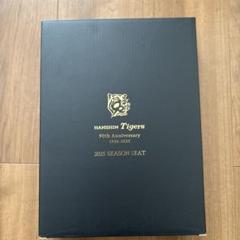 HANSHIN Tigers
90th Anniversary
1935-2025
2025 SEASON SEAT